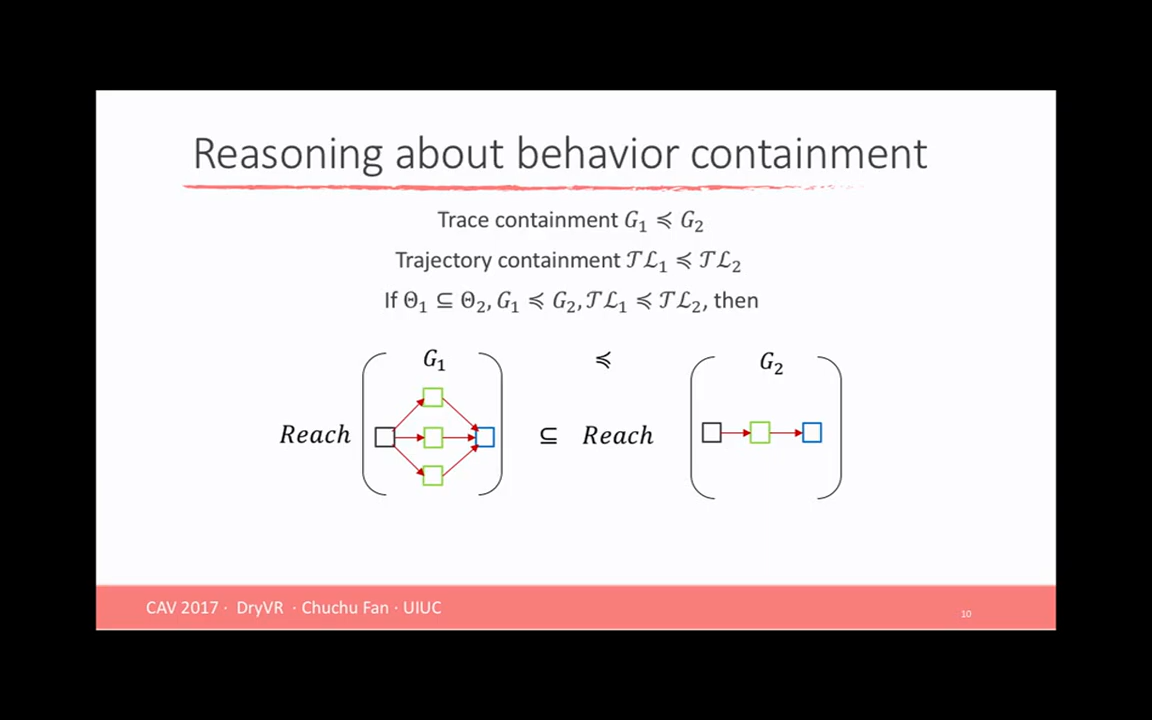 Reasoning about behavior containment
Trace containment G₁ ≼ G₂
Trajectory containment 𝒯ℒ₁ ≼ 𝒯ℒ₂
If Θ₁ ⊆ Θ₂, G₁ ≼ G₂, 𝒯ℒ₁ ≼ 𝒯ℒ₂, then
G₁ ≼ G₂
Reach ⊆ Reach
CAV 2017 · DryVR · Chuchu Fan · UIUC
10